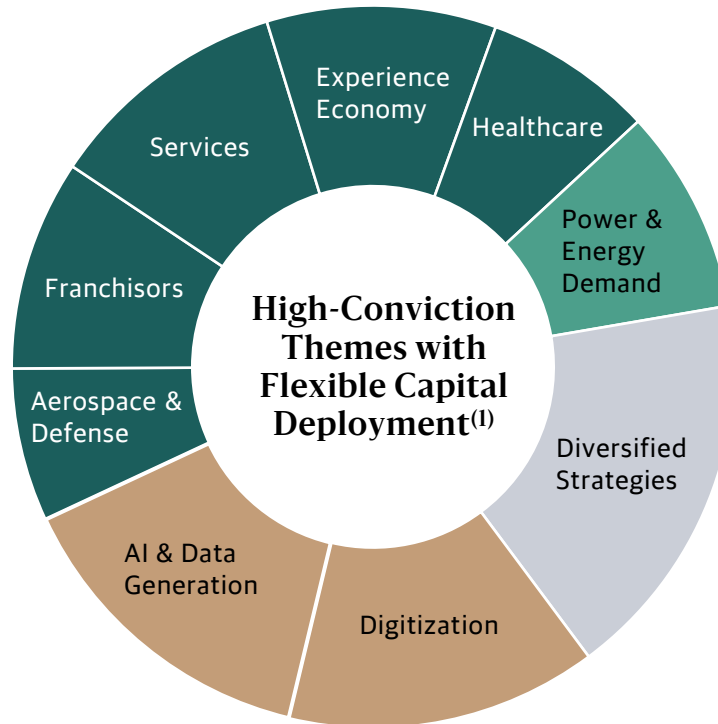 Experience
Economy
Healthcare
Services
Power &
Energy
Demand
Franchisors
High-Conviction
Themes with
Flexible Capital
Deployment(1)
Aerospace &
Defense
Diversified
Strategies
AI & Data
Generation
Digitization